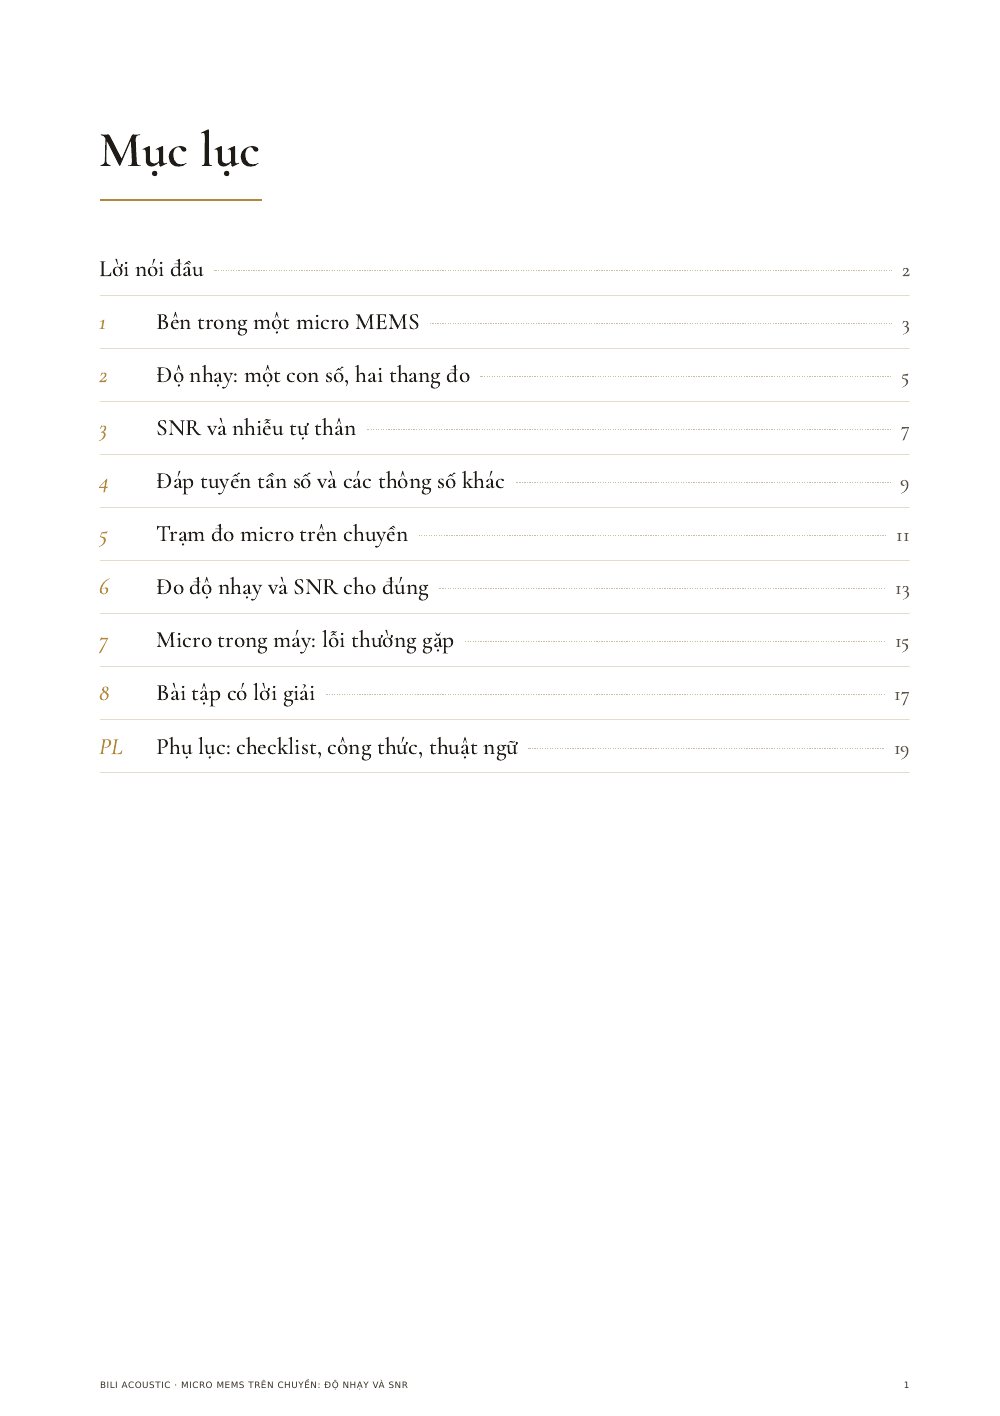 Mục lục
Lời nói đầu 2
1 Bên trong một micro MEMS 3
2 Độ nhạy: một con số, hai thang đo 5
3 SNR và nhiễu tự thân 7
4 Đáp tuyến tần số và các thông số khác 9
5 Trạm đo micro trên chuyền 11
6 Đo độ nhạy và SNR cho đúng 13
7 Micro trong máy: lỗi thường gặp 15
8 Bài tập có lời giải 17
PL Phụ lục: checklist, công thức, thuật ngữ 19
BILI ACOUSTIC · MICRO MEMS TRÊN CHUYỀN: ĐỘ NHẠY VÀ SNR 1